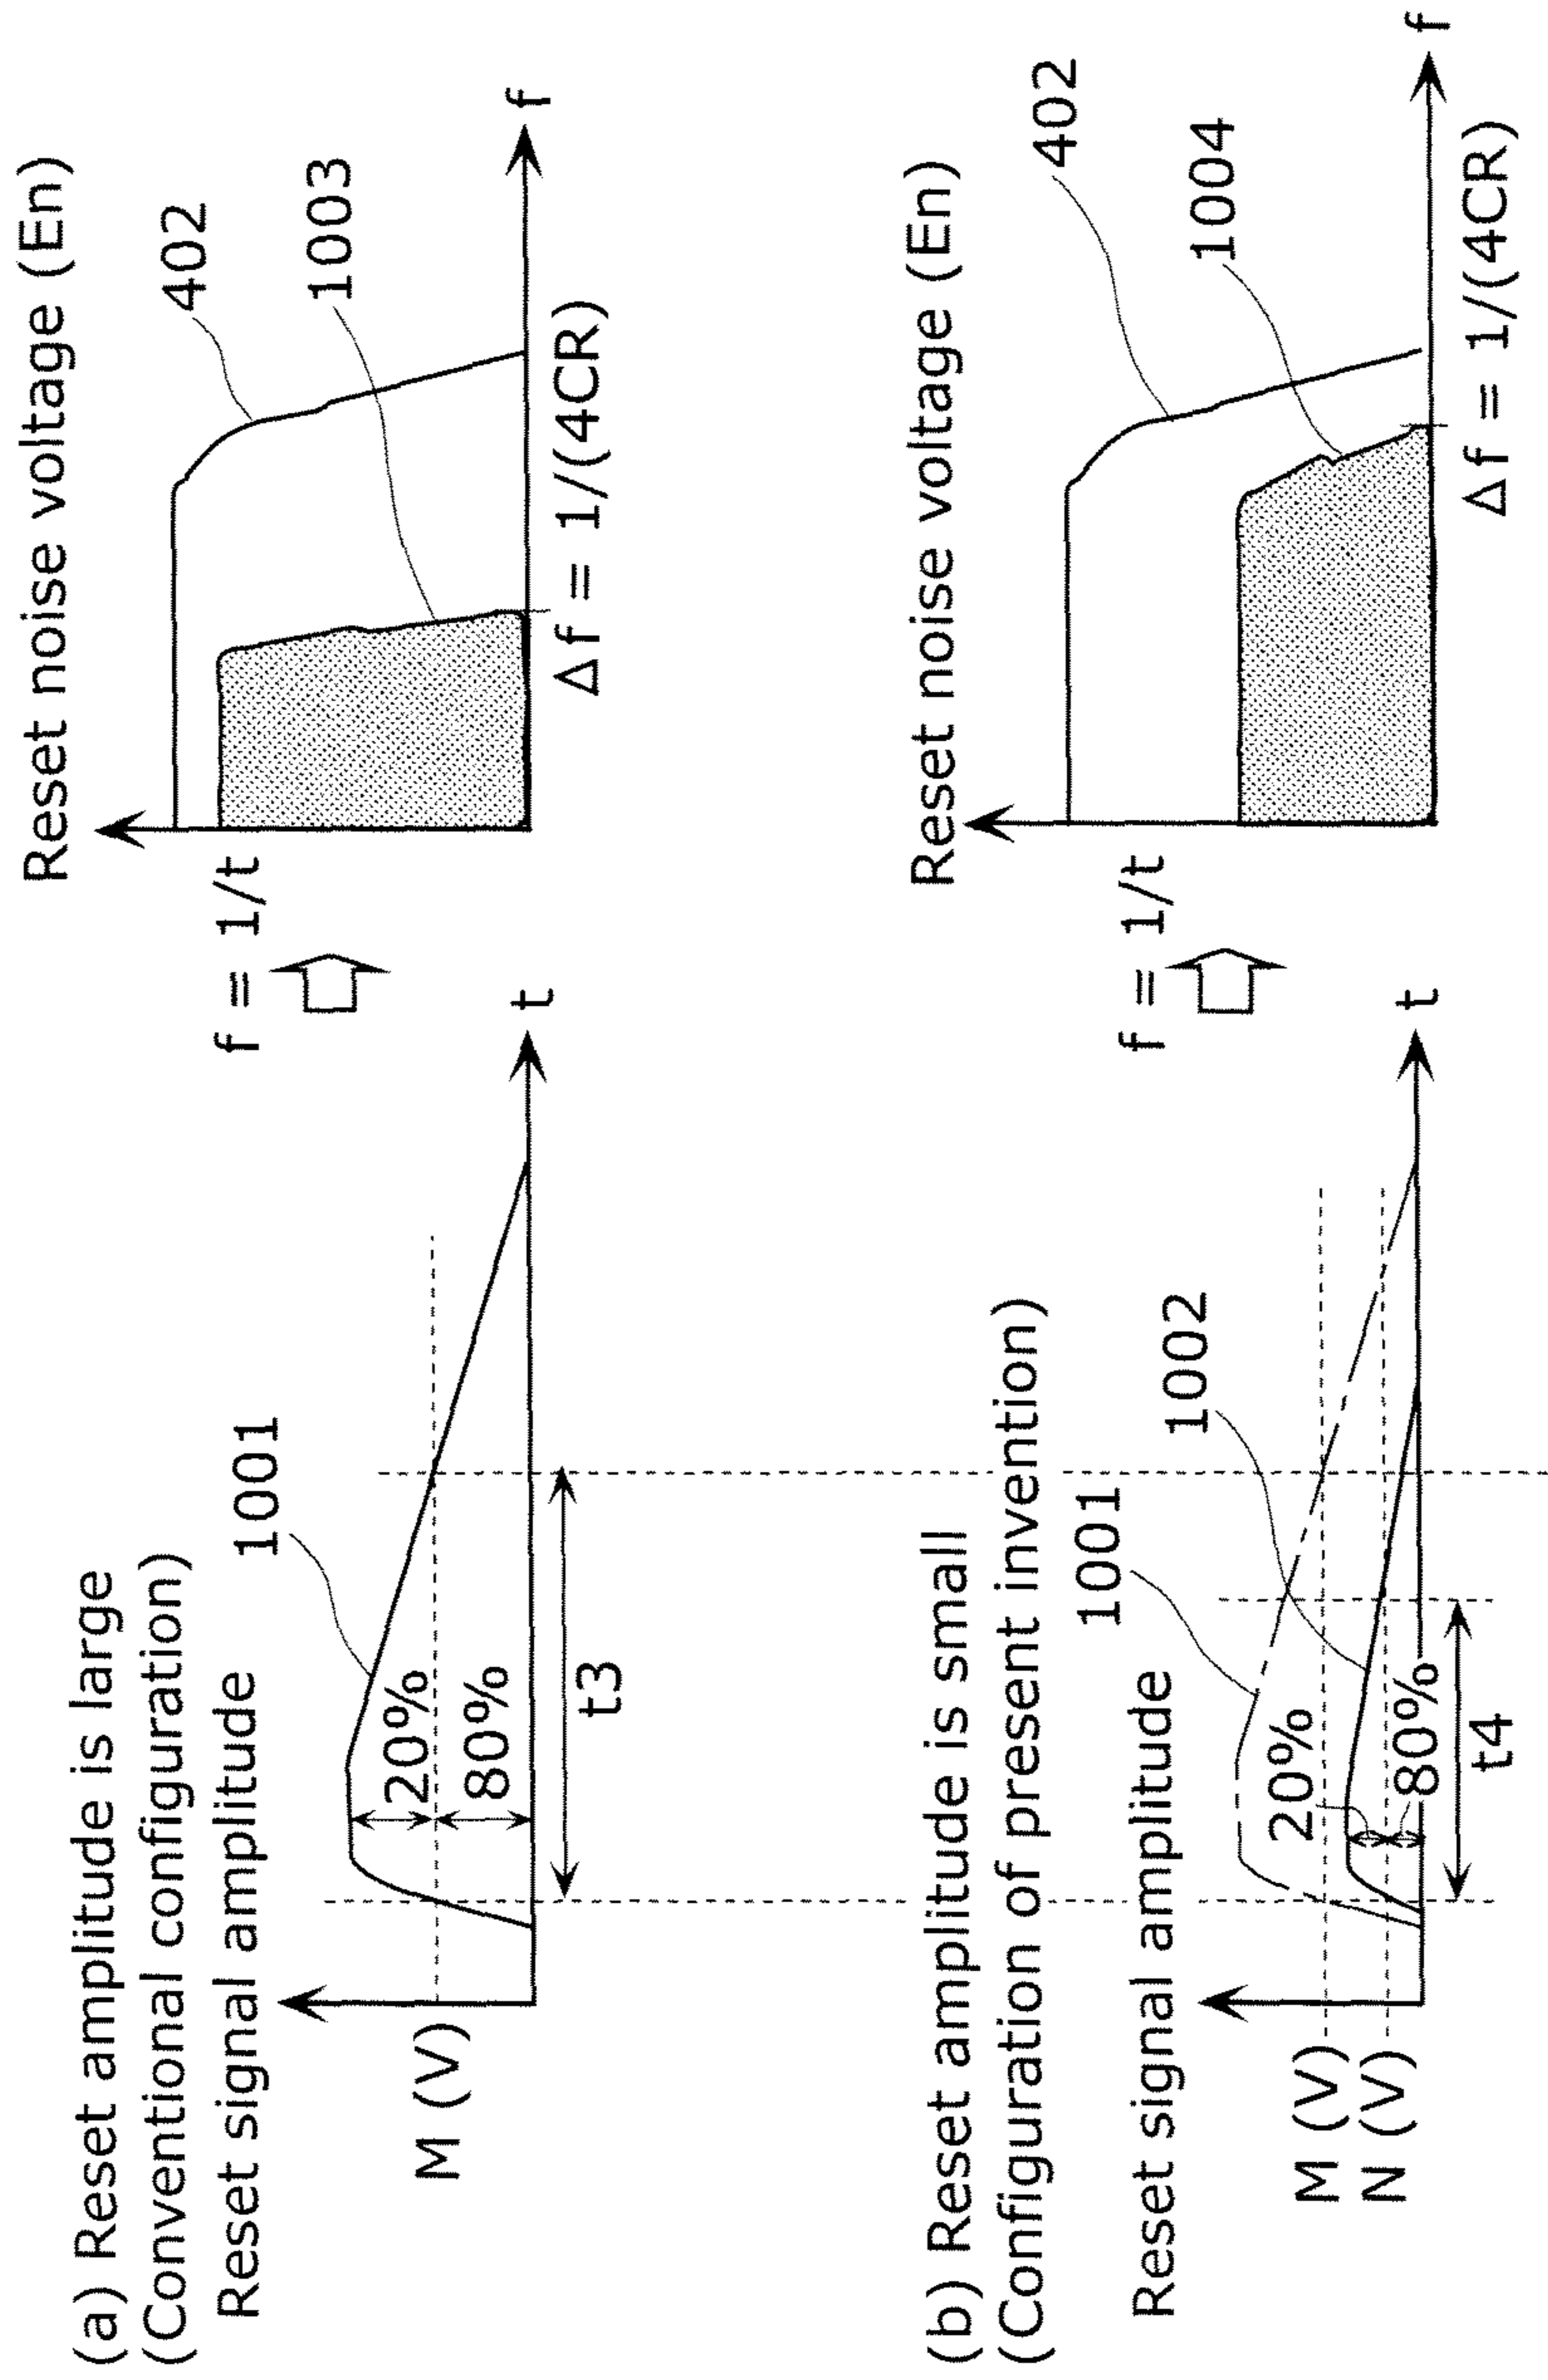 (a) Reset amplitude is large
(Conventional configuration)
Reset signal amplitude
1001
20%
M (V)
80%
t
t3
f = 1/t
Reset noise voltage (En)
402
1003
f
Δf = 1/(4CR)
(b) Reset amplitude is small
(Configuration of present invention)
Reset signal amplitude
1001
1002
20%
M (V)
N (V)
80%
t
t4
f = 1/t
Reset noise voltage (En)
402
1004
f
Δf = 1/(4CR)